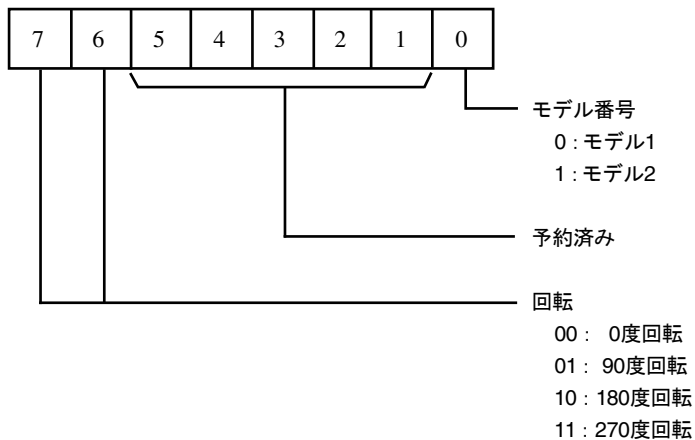 7 6 5 4 3 2 1 0
モデル番号
0 : モデル1
1 : モデル2
予約済み
回転
00 : 0度回転
01 : 90度回転
10 : 180度回転
11 : 270度回転